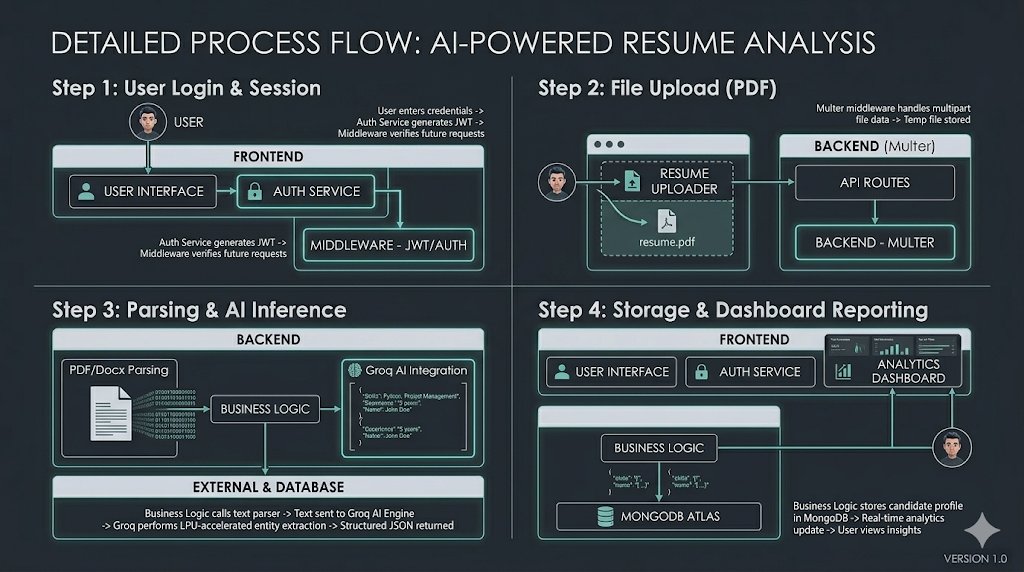 DETAILED PROCESS FLOW: AI-POWERED RESUME ANALYSIS
Step 1: User Login & Session
USER
User enters credentials ->
Auth Service generates JWT ->
Middleware verifies future requests
FRONTEND
USER INTERFACE
AUTH SERVICE
Auth Service generates JWT ->
Middleware verifies future requests
MIDDLEWARE - JWT/AUTH
Step 2: File Upload (PDF)
Multer middleware handles multipart
file data -> Temp file stored
RESUME
UPLOADER
resume.pdf
BACKEND (Multer)
API ROUTES
BACKEND - MULTER
Step 3: Parsing & AI Inference
BACKEND
PDF/Docx Parsing
BUSINESS LOGIC
Groq AI Integration
"Name": "John Doe"
EXTERNAL & DATABASE
Business Logic calls text parser -> Text sent to Groq AI Engine
-> Groq performs LPU-accelerated entity extraction -> Structured JSON returned
Step 4: Storage & Dashboard Reporting
FRONTEND
USER INTERFACE
AUTH SERVICE
ANALYTICS
DASHBOARD
BUSINESS LOGIC
MONGODB ATLAS
Business Logic stores candidate profile
in MongoDB -> Real-time analytics
update -> User views insights
VERSION 1.0